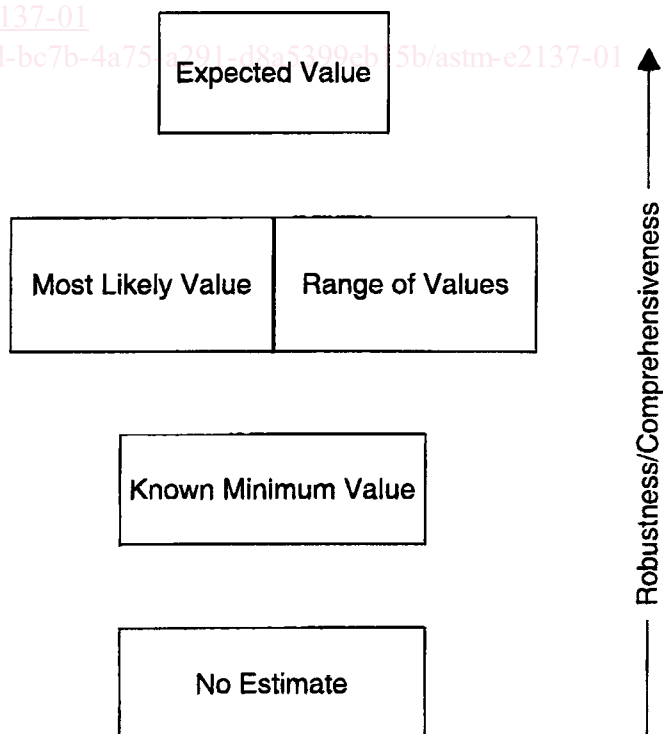 137-01
-bc7b-4a75-a291-d8a5399eb15b/astm-e2137-01
Expected Value
Most Likely Value
Range of Values
Known Minimum Value
No Estimate
Robustness/Comprehensiveness